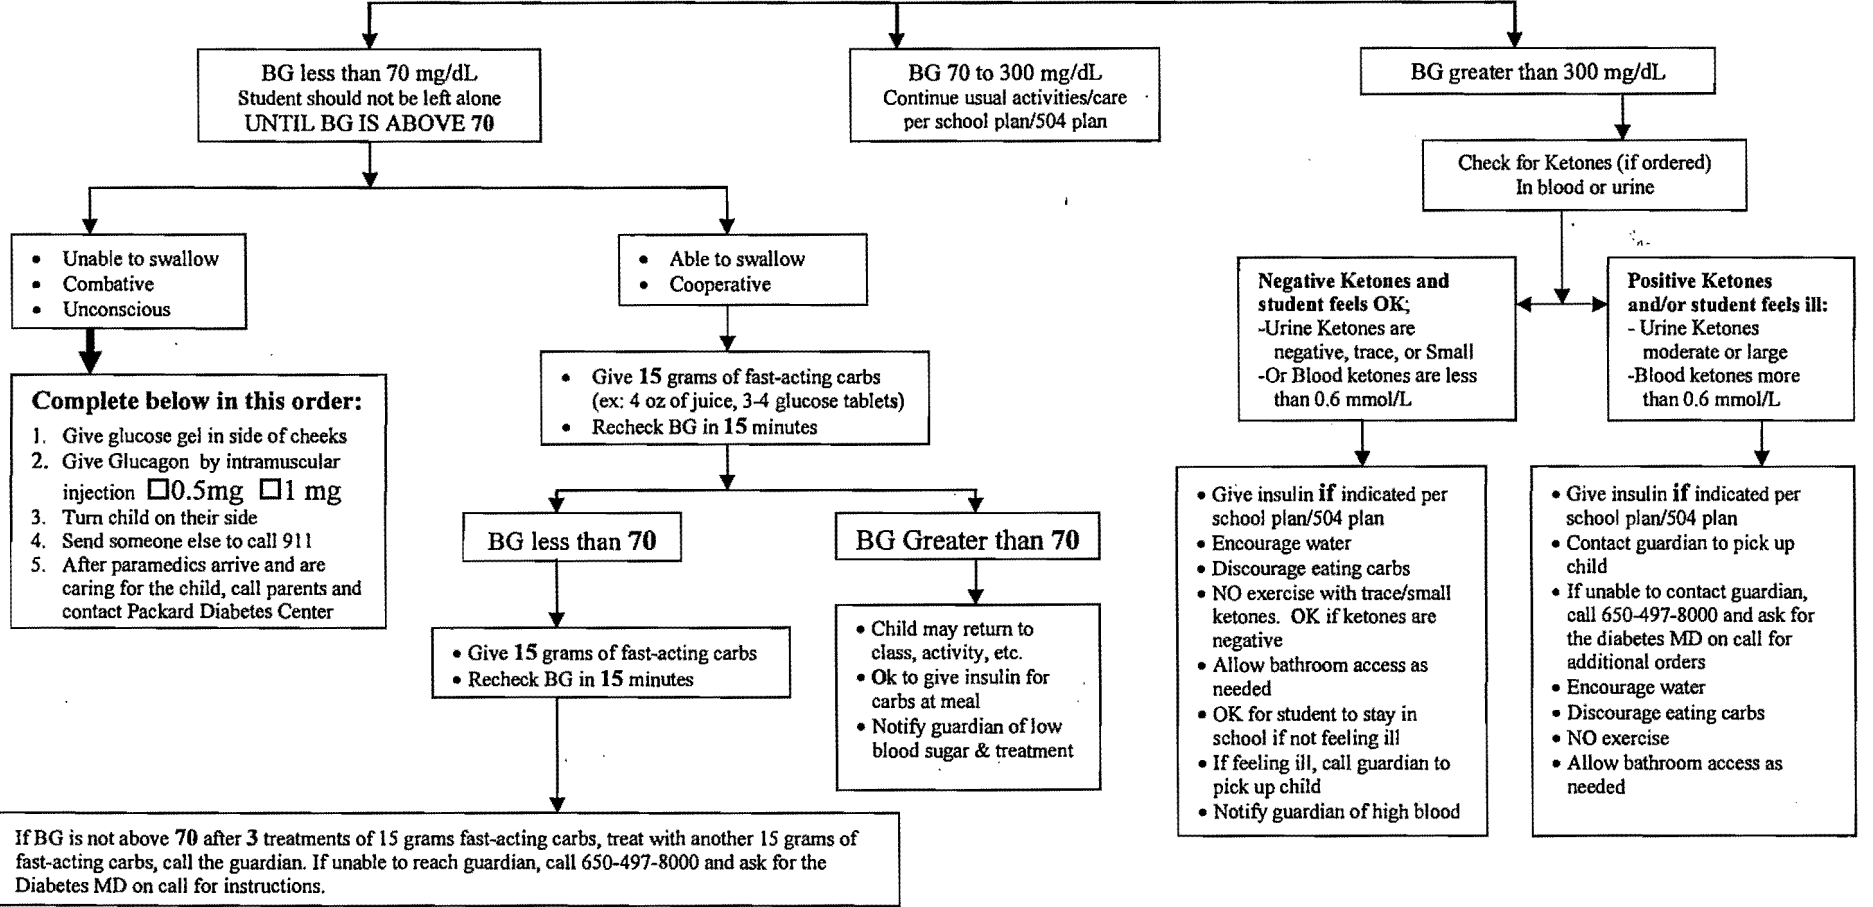 BG less than 70 mg/dL
Student should not be left alone
UNTIL BG IS ABOVE 70
BG 70 to 300 mg/dL
Continue usual activities/care
per school plan/504 plan
BG greater than 300 mg/dL
Check for Ketones (if ordered)
In blood or urine
• Unable to swallow
• Combative
• Unconscious
• Able to swallow
• Cooperative
Negative Ketones and
student feels OK;
-Urine Ketones are
negative, trace, or Small
-Or Blood ketones are less
than 0.6 mmol/L
Positive Ketones
and/or student feels ill:
- Urine Ketones
moderate or large
-Blood ketones more
than 0.6 mmol/L
Complete below in this order:
1. Give glucose gel in side of cheeks
2. Give Glucagon by intramuscular
injection ☐0.5mg ☐1 mg
3. Turn child on their side
4. Send someone else to call 911
5. After paramedics arrive and are
caring for the child, call parents and
contact Packard Diabetes Center
• Give 15 grams of fast-acting carbs
(ex: 4 oz of juice, 3-4 glucose tablets)
• Recheck BG in 15 minutes
BG less than 70
BG Greater than 70
• Give 15 grams of fast-acting carbs
• Recheck BG in 15 minutes
• Child may return to
class, activity, etc.
• Ok to give insulin for
carbs at meal
• Notify guardian of low
blood sugar & treatment
• Give insulin if indicated per
school plan/504 plan
• Encourage water
• Discourage eating carbs
• NO exercise with trace/small
ketones. OK if ketones are
negative
• Allow bathroom access as
needed
• OK for student to stay in
school if not feeling ill
• If feeling ill, call guardian to
pick up child
• Notify guardian of high blood
• Give insulin if indicated per
school plan/504 plan
• Contact guardian to pick up
child
• If unable to contact guardian,
call 650-497-8000 and ask for
the diabetes MD on call for
additional orders
• Encourage water
• Discourage eating carbs
• NO exercise
• Allow bathroom access as
needed
If BG is not above 70 after 3 treatments of 15 grams fast-acting carbs, treat with another 15 grams of
fast-acting carbs, call the guardian. If unable to reach guardian, call 650-497-8000 and ask for the
Diabetes MD on call for instructions.